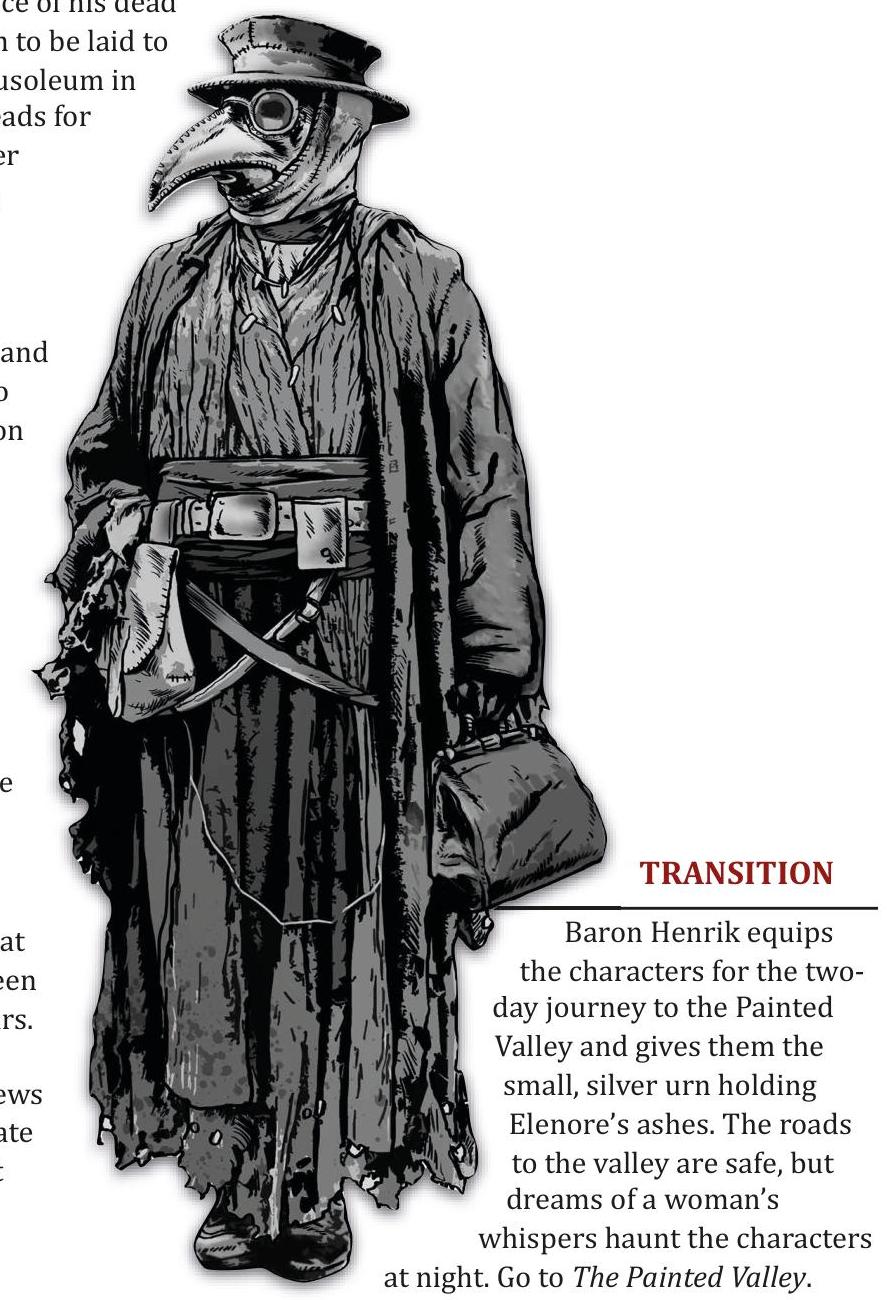 ce of his dead
n to be laid to
usoleum in
eads for
er
and
o
on
e
at
een
rs.
ews
ate
t
TRANSITION
Baron Henrik equips
the characters for the two-
day journey to the Painted
Valley and gives them the
small, silver urn holding
Elenore’s ashes. The roads
to the valley are safe, but
dreams of a woman’s
whispers haunt the characters
at night. Go to The Painted Valley.